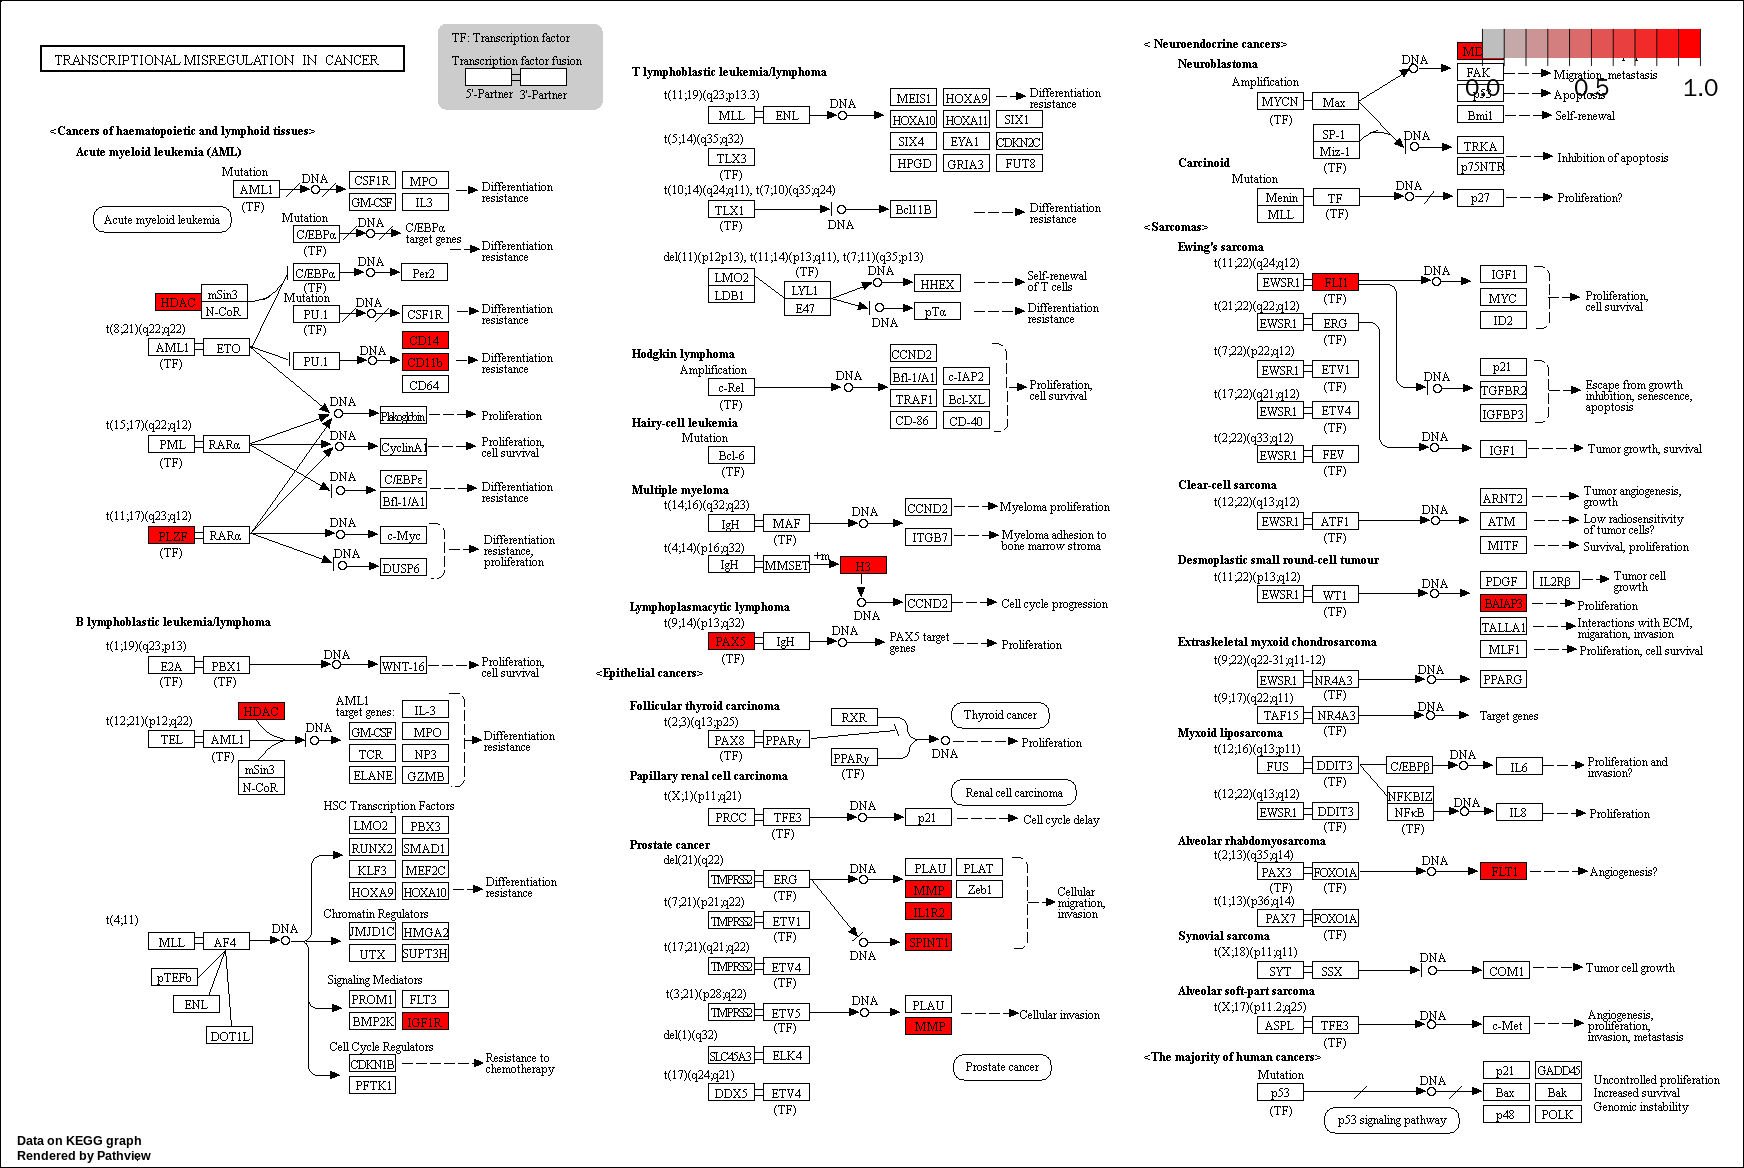 TRANSCRIPTIONAL MISREGULATION IN CANCER
TF: Transcription factor
Transcription factor fusion
5'-Partner 3'-Partner
<Cancers of haematopoietic and lymphoid tissues>
Acute myeloid leukemia (AML)
Mutation
AML1
(TF)
DNA
CSF1R
MPO
GM-CSF
IL3
Differentiation
resistance
Acute myeloid leukemia
Mutation
C/EBPα
(TF)
DNA
C/EBPα
target genes
Differentiation
resistance
C/EBPα
(TF)
DNA
Per2
HDAC
mSin3
N-CoR
Mutation
PU.1
(TF)
DNA
CSF1R
Differentiation
resistance
t(8;21)(q22;q22)
AML1
ETO
(TF)
PU.1
DNA
CD14
CD11b
CD64
Differentiation
resistance
DNA
Plakoglobin
Proliferation
t(15;17)(q22;q12)
PML
RARα
(TF)
DNA
CyclinA1
Proliferation,
cell survival
DNA
C/EBPε
Bfl-1/A1
Differentiation
resistance
t(11;17)(q23;q12)
PLZF
RARα
(TF)
DNA
c-Myc
DNA
DUSP6
Differentiation
resistance,
proliferation
B lymphoblastic leukemia/lymphoma
t(1;19)(q23;p13)
E2A
PBX1
(TF)
(TF)
DNA
WNT-16
Proliferation,
cell survival
t(12;21)(p12;q22)
TEL
AML1
(TF)
HDAC
mSin3
N-CoR
DNA
AML1
target genes:
IL-3
GM-CSF
MPO
TCR
NP3
ELANE
GZMB
Differentiation
resistance
HSC Transcription Factors
LMO2
PBX3
RUNX2
SMAD1
KLF3
MEF2C
HOXA9
HOXA10
Differentiation
resistance
t(4;11)
MLL
AF4
DNA
pTEFb
ENL
DOT1L
Chromatin Regulators
JMJD1C
HMGA2
UTX
SUPT3H
Signaling Mediators
PROM1
FLT3
BMP2K
IGF1R
Cell Cycle Regulators
CDKN1B
PFTK1
Resistance to
chemotherapy
T lymphoblastic leukemia/lymphoma
t(11;19)(q23;p13.3)
MLL
ENL
DNA
MEIS1
HOXA9
HOXA10
HOXA11
SIX1
SIX4
EYA1
CDKN2C
HPGD
GRIA3
FUT8
Differentiation
resistance
t(5;14)(q35;q32)
TLX3
(TF)
t(10;14)(q24;q11), t(7;10)(q35;q24)
TLX1
(TF)
DNA
Bcl11B
Differentiation
resistance
del(11)(p12p13), t(11;14)(p13;q11), t(7;11)(q35;p13)
LMO2
LDB1
(TF)
LYL1
E47
DNA
HHEX
Self-renewal
of T cells
DNA
pTα
Differentiation
resistance
Hodgkin lymphoma
Amplification
c-Rel
(TF)
DNA
CCND2
Bfl-1/A1
c-IAP2
TRAF1
Bcl-XL
CD-86
CD-40
Proliferation,
cell survival
Hairy-cell leukemia
Mutation
Bcl-6
(TF)
Multiple myeloma
t(14;16)(q32;q23)
IgH
MAF
(TF)
DNA
CCND2
Myeloma proliferation
ITGB7
Myeloma adhesion to
bone marrow stroma
t(4;14)(p16;q32)
IgH
MMSET
+m
H3
DNA
CCND2
Cell cycle progression
Lymphoplasmacytic lymphoma
t(9;14)(p13;q32)
PAX5
IgH
(TF)
DNA
PAX5 target
genes
Proliferation
<Epithelial cancers>
Follicular thyroid carcinoma
t(2;3)(q13;p25)
PAX8
PPARγ
(TF)
RXR
PPARγ
(TF)
DNA
Thyroid cancer
Proliferation
Papillary renal cell carcinoma
t(X;1)(p11;q21)
PRCC
TFE3
(TF)
DNA
p21
Renal cell carcinoma
Cell cycle delay
Prostate cancer
del(21)(q22)
TMPRSS2
ERG
(TF)
DNA
PLAU
PLAT
MMP
Zeb1
IL1R2
SPINT1
DNA
Cellular
migration,
invasion
t(7;21)(p21;q22)
TMPRSS2
ETV1
(TF)
t(17;21)(q21;q22)
TMPRSS2
ETV4
(TF)
t(3;21)(p28;q22)
TMPRSS2
ETV5
(TF)
DNA
PLAU
MMP
Cellular invasion
del(1)(q32)
SLC45A3
ELK4
t(17)(q24;q21)
DDX5
ETV4
(TF)
Prostate cancer
< Neuroendocrine cancers>
Neuroblastoma
Amplification
MYCN
Max
(TF)
DNA
FAK
p53
Bmi1
Migration, metastasis
Apoptosis
Self-renewal
SP-1
Miz-1
(TF)
DNA
TRKA
p75NTR
Inhibition of apoptosis
0.0
0.5
1.0
Carcinoid
Mutation
Menin
MLL
TF
(TF)
DNA
p27
Proliferation?
<Sarcomas>
Ewing's sarcoma
t(11;22)(q24;q12)
EWSR1
FLI1
(TF)
DNA
IGF1
MYC
ID2
Proliferation,
cell survival
t(21;22)(q22;q12)
EWSR1
ERG
(TF)
t(7;22)(p22;q12)
EWSR1
ETV1
(TF)
DNA
p21
TGFBR2
IGFBP3
Escape from growth
inhibition, senescence,
apoptosis
t(17;22)(q21;q12)
EWSR1
ETV4
(TF)
t(2;22)(q33;q12)
EWSR1
FEV
(TF)
DNA
IGF1
Tumor growth, survival
Clear-cell sarcoma
t(12;22)(q13;q12)
EWSR1
ATF1
(TF)
DNA
ARNT2
ATM
MITF
Tumor angiogenesis,
growth
Low radiosensitivity
of tumor cells?
Survival, proliferation
Desmoplastic small round-cell tumour
t(11;22)(p13;q12)
EWSR1
WT1
(TF)
DNA
PDGF
IL2Rβ
Tumor cell
growth
BAIAP3
Proliferation
TALLA1
Interactions with ECM,
migaration, invasion
MLF1
Proliferation, cell survival
Extraskeletal myxoid chondrosarcoma
t(9;22)(q22-31;q11-12)
EWSR1
NR4A3
(TF)
DNA
PPARG
t(9;17)(q22;q11)
TAF15
NR4A3
(TF)
DNA
Target genes
Myxoid liposarcoma
t(12;16)(q13;p11)
FUS
DDIT3
(TF)
C/EBPβ
DNA
IL6
Proliferation and
invasion?
t(12;22)(q13;q12)
EWSR1
DDIT3
(TF)
NFKBIZ
NFκB
(TF)
DNA
IL8
Proliferation
Alveolar rhabdomyosarcoma
t(2;13)(q35;q14)
PAX3
FOXO1A
(TF)
(TF)
DNA
FLT1
Angiogenesis?
t(1;13)(p36;q14)
PAX7
FOXO1A
(TF)
Synovial sarcoma
t(X;18)(p11;q11)
SYT
SSX
DNA
COM1
Tumor cell growth
Alveolar soft-part sarcoma
t(X;17)(p11.2;q25)
ASPL
TFE3
(TF)
DNA
c-Met
Angiogenesis,
proliferation,
invasion, metastasis
<The majority of human cancers>
Mutation
p53
(TF)
DNA
p21
GADD45
Bax
Bak
p48
POLK
Uncontrolled proliferation
Increased survival
Genomic instability
p53 signaling pathway
Data on KEGG graph
Rendered by Pathview